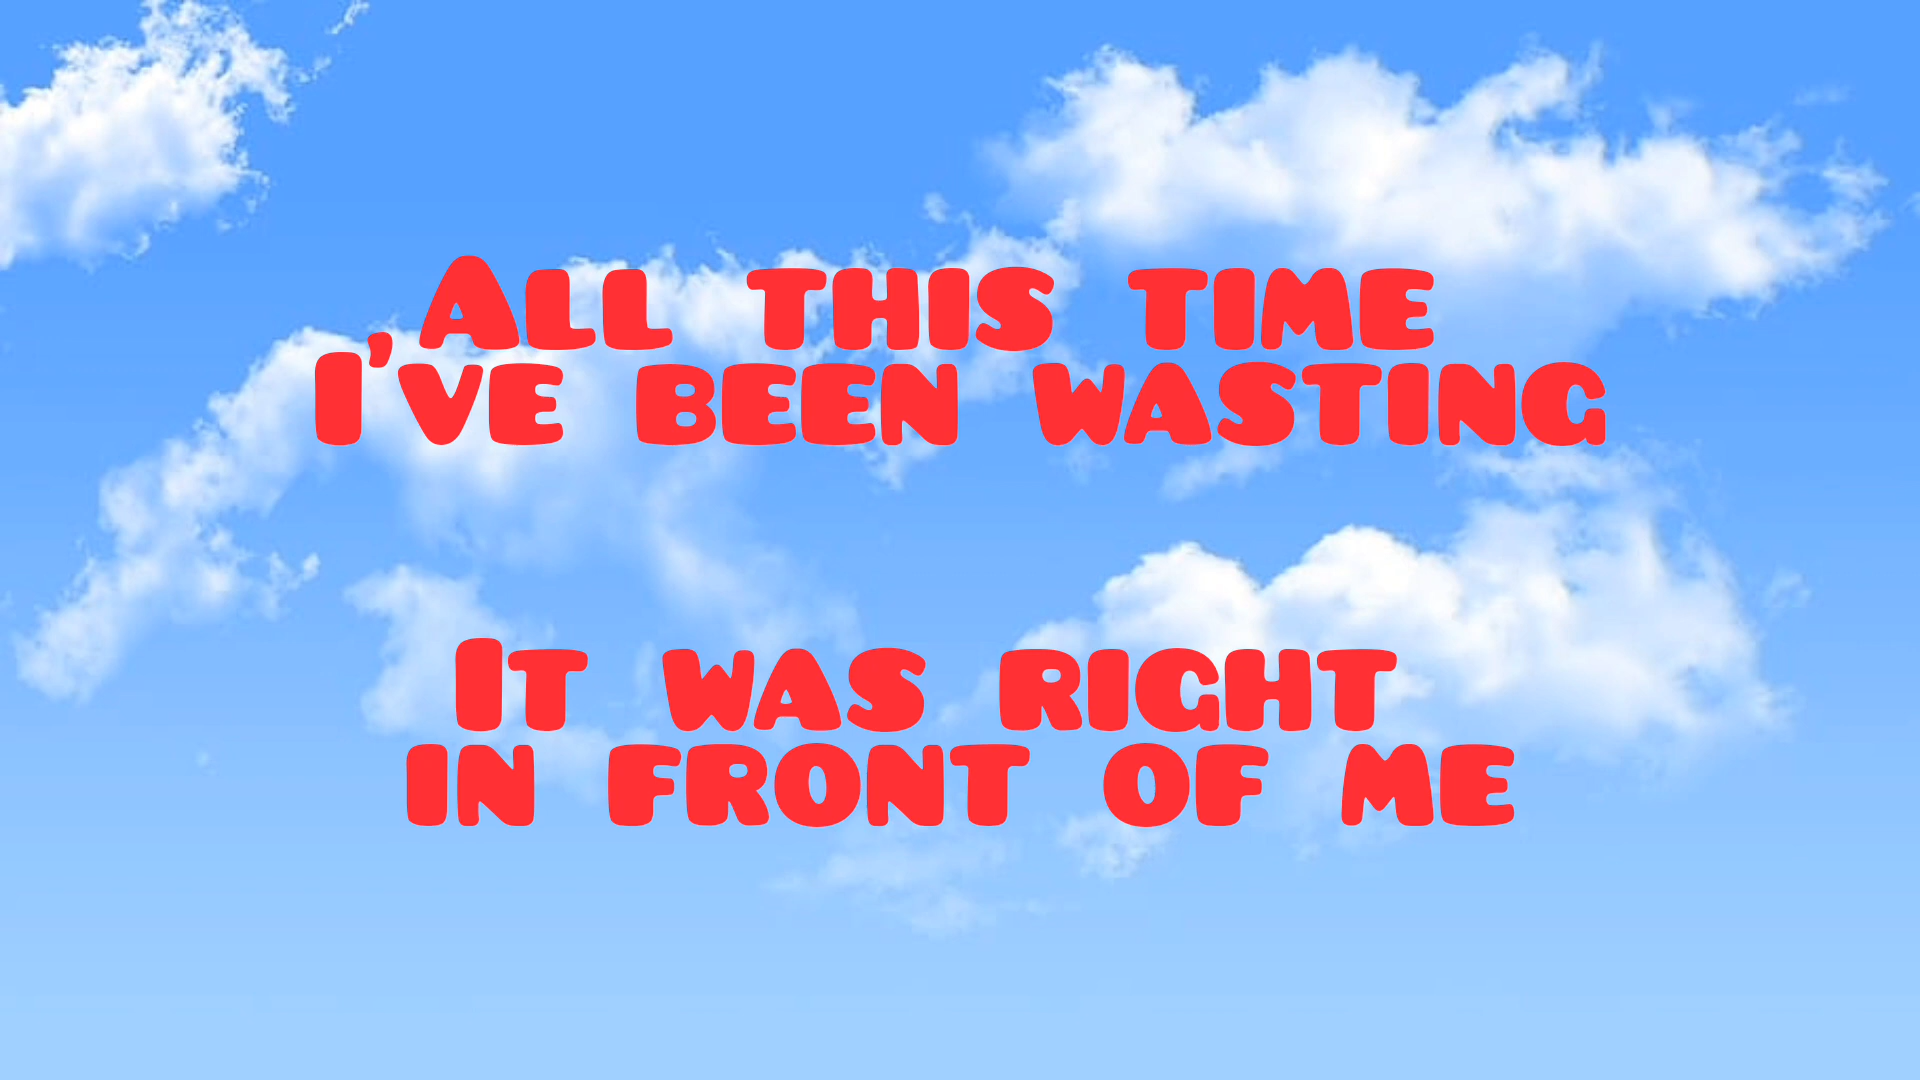 All this time
I've been wasting
It was right
in front of me